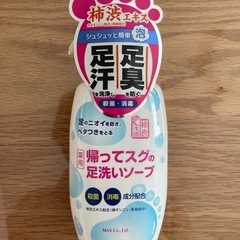 柿渋エキス
シュシュッと簡単 泡
足汗 足臭
を洗浄し 防ぐ
殺菌・消毒
足のニオイを防ぎ、
ベタつきをとる
薬用
帰ってスグの
足洗いソープ
殺菌 消毒 成分配合
MAX Co.,Ltd.